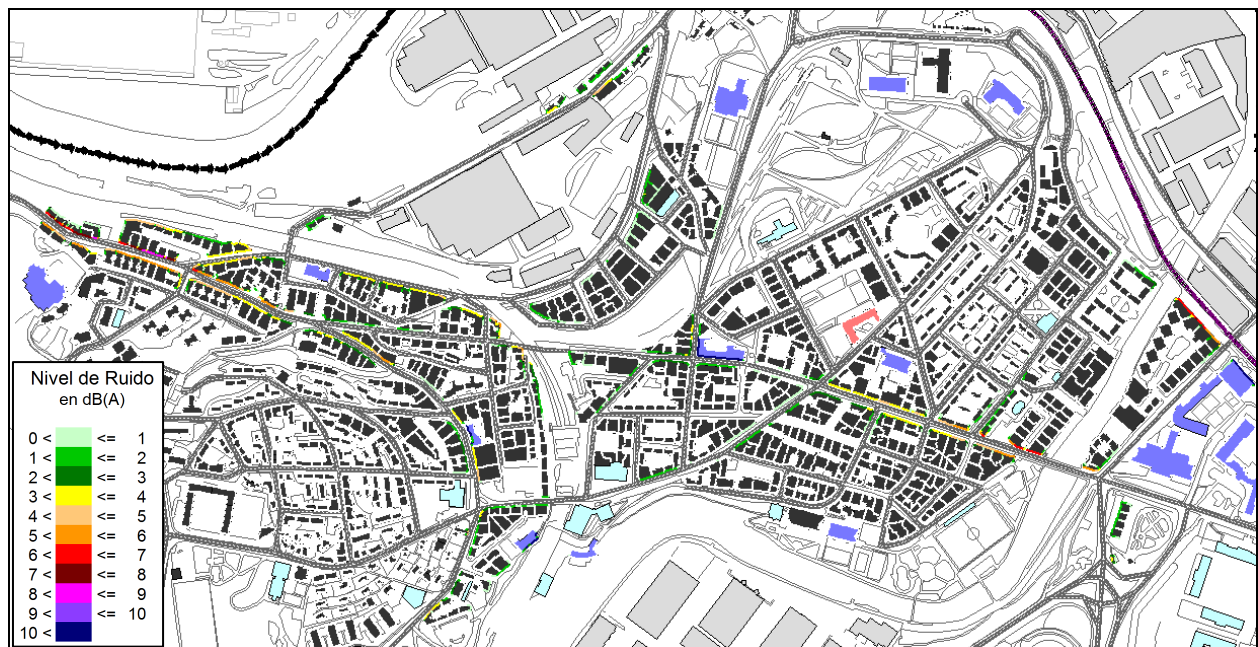 Nivel de Ruido
en dB(A)
0 < <= 1
1 < <= 2
2 < <= 3
3 < <= 4
4 < <= 5
5 < <= 6
6 < <= 7
7 < <= 8
8 < <= 9
9 < <= 10
10 <